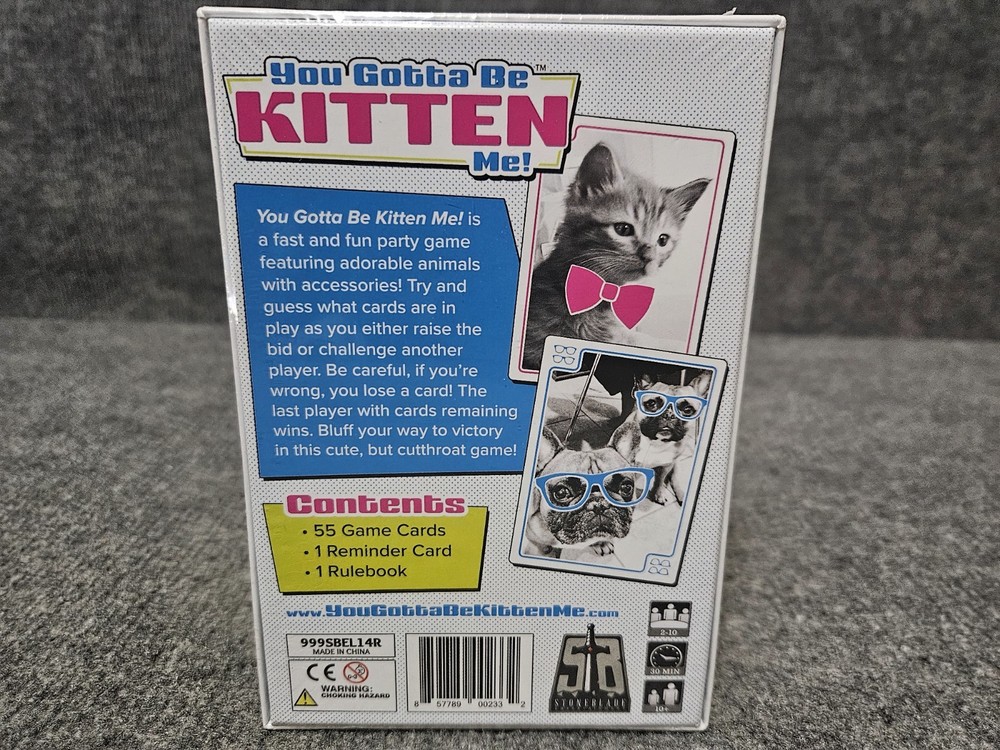 You Gotta Be™
KITTEN
Me!
You Gotta Be Kitten Me! is
a fast and fun party game
featuring adorable animals
with accessories! Try and
guess what cards are in
play as you either raise the
bid or challenge another
player. Be careful, if you're
wrong, you lose a card! The
last player with cards remaining
wins. Bluff your way to victory
in this cute, but cutthroat game!
Contents
• 55 Game Cards
• 1 Reminder Card
• 1 Rulebook
www.YouGottaBeKittenMe.com
999SBEL14R
MADE IN CHINA
CE
0-3
WARNING:
CHOKING HAZARD
8 57789 00233 2
SB
STONEBLADE
2-10
30 MIN
10+